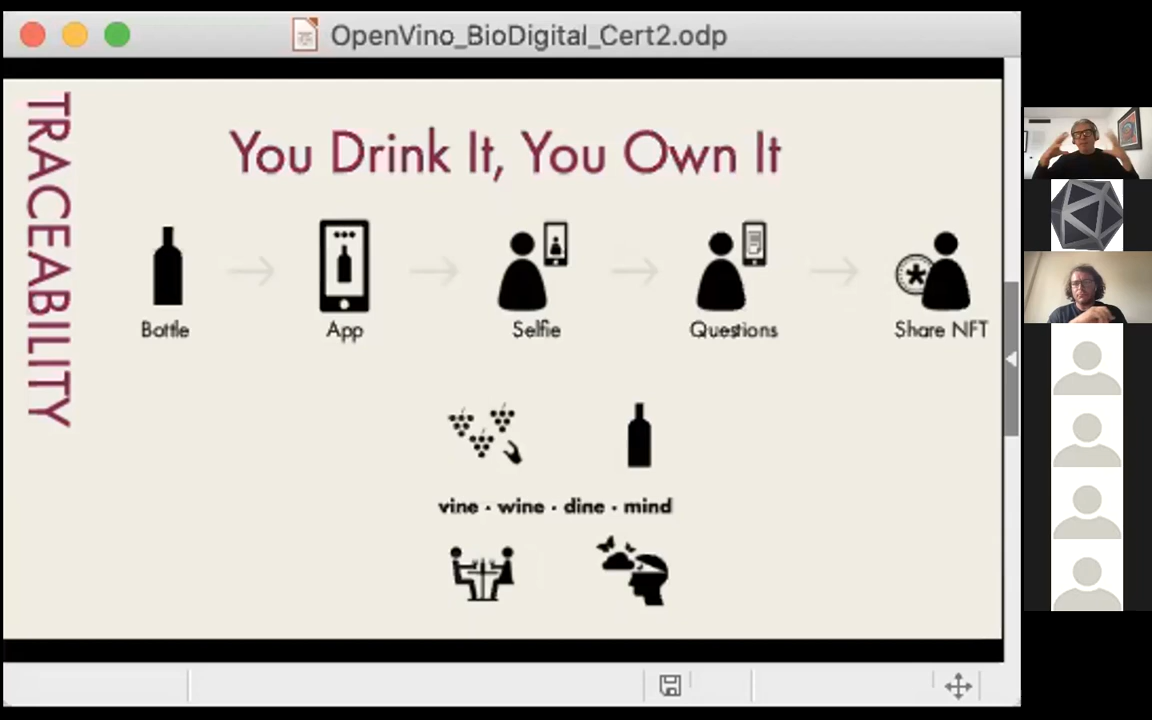 OpenVino_BioDigital_Cert2.odp
TRACEABILITY
You Drink It, You Own It
Bottle
App
Selfie
Questions
Share NFT
vine · wine · dine · mind